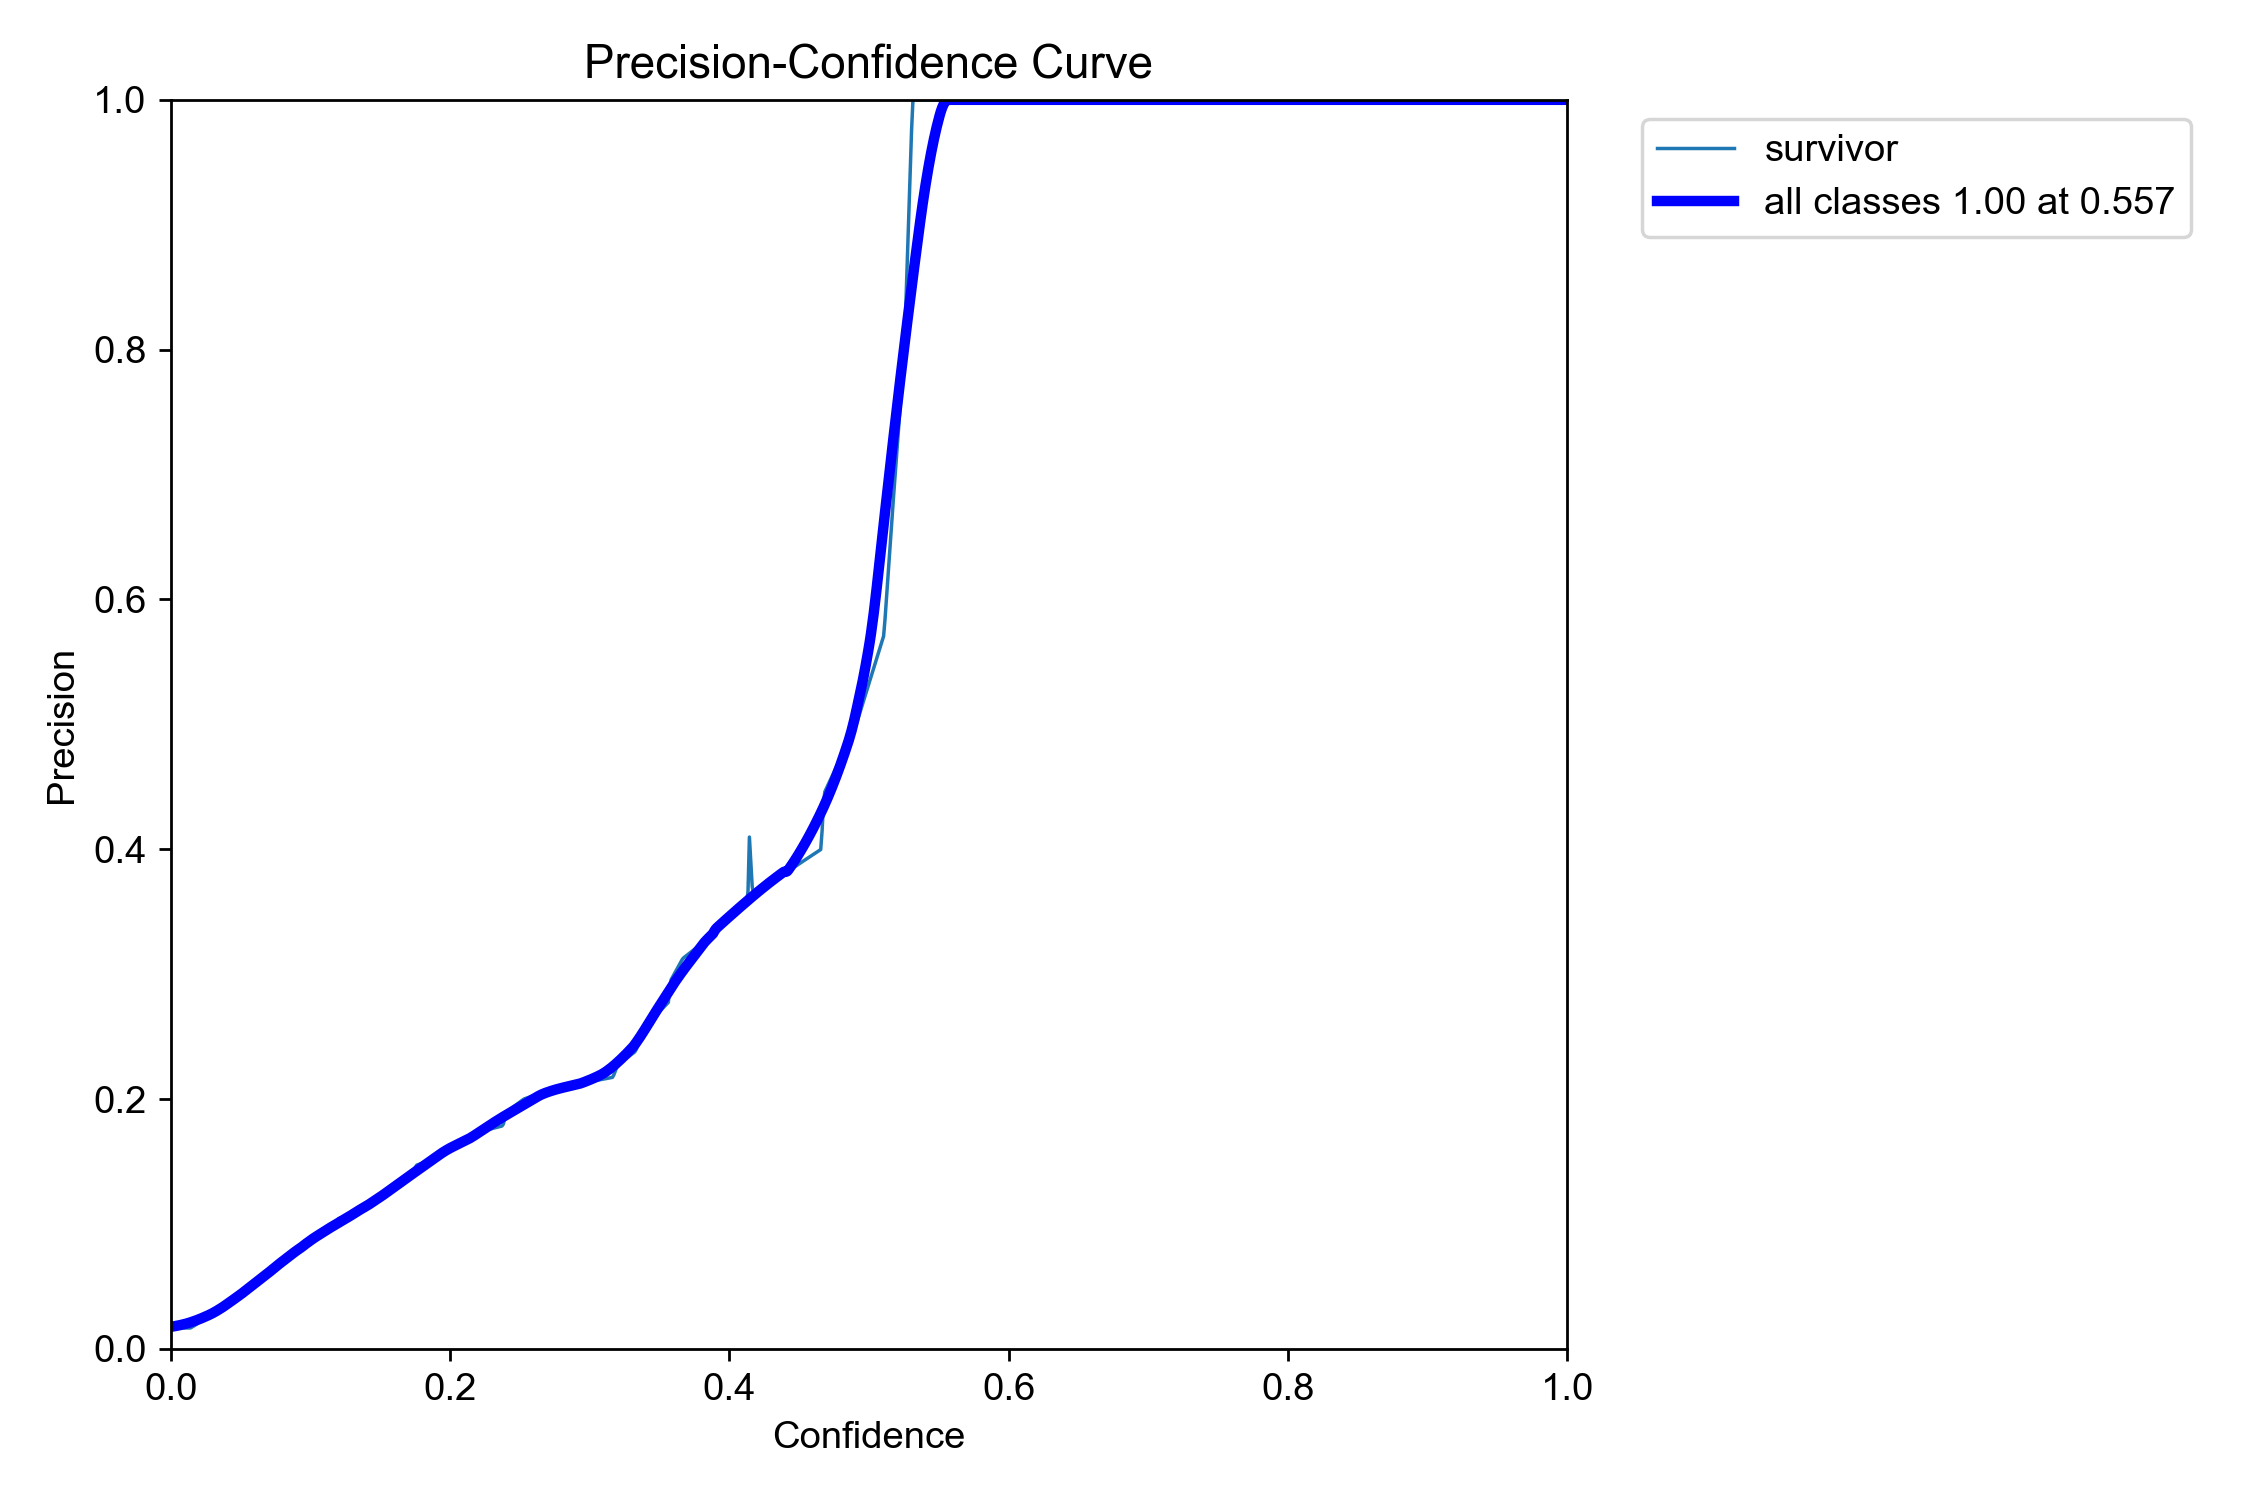 Precision-Confidence Curve
1.0
0.8
0.6
0.4
0.2
0.0
Precision
0.0 0.2 0.4 0.6 0.8 1.0
Confidence
survivor
all classes 1.00 at 0.557